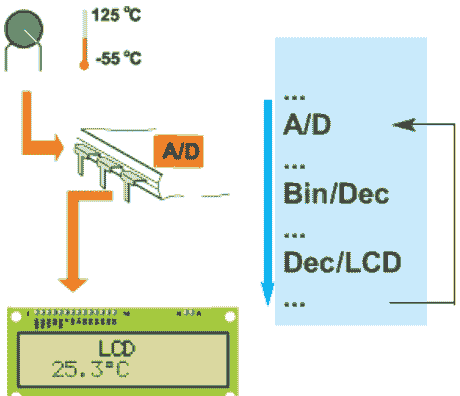 125 °C
-55 °C
A/D
LCD
25.3°C
...
A/D
...
Bin/Dec
...
Dec/LCD
...